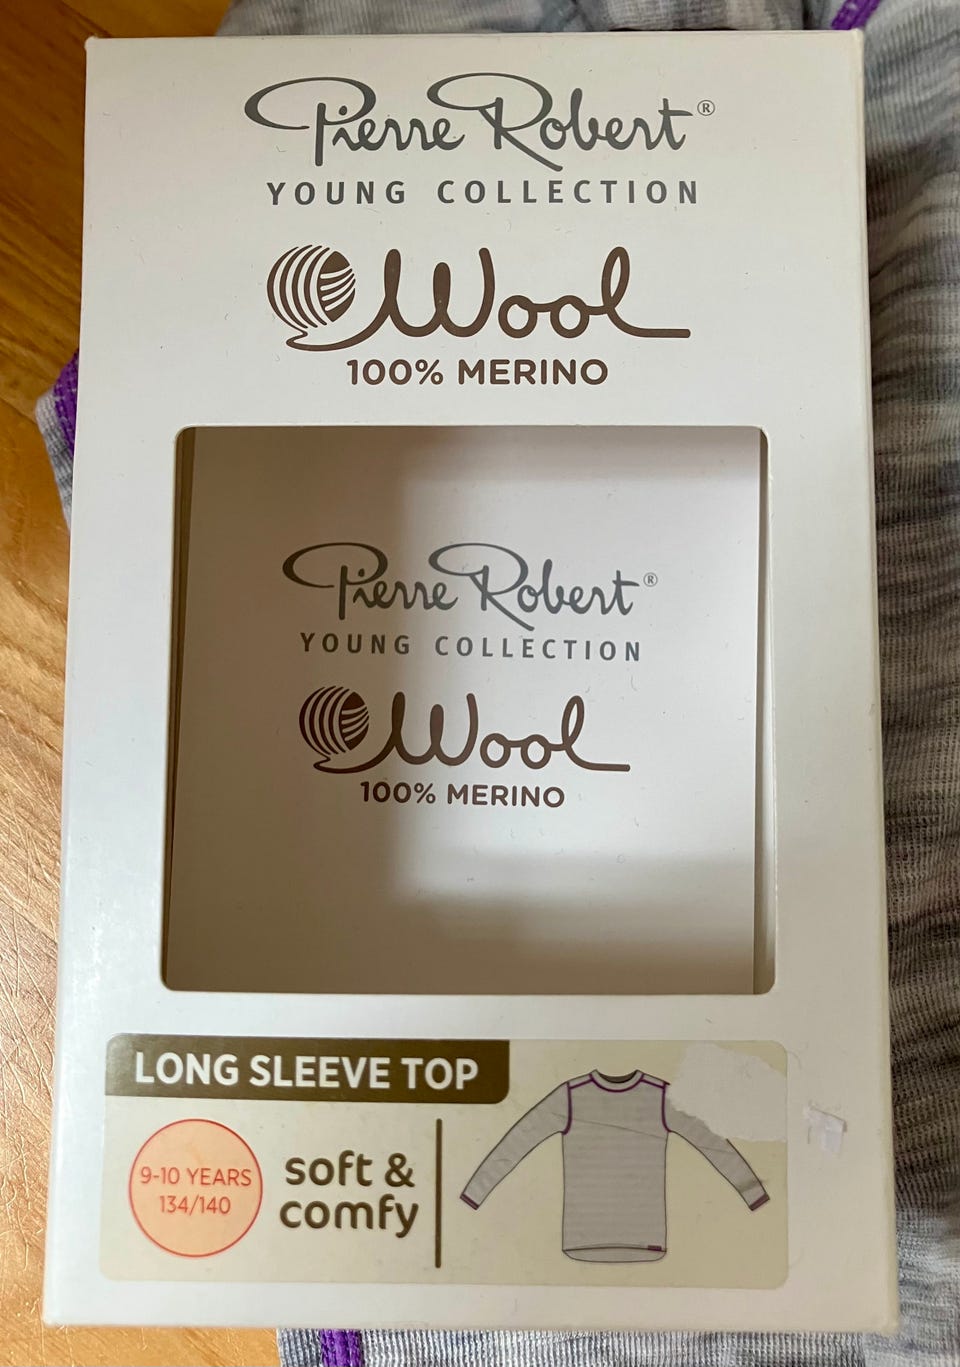 Pierre Robert®
YOUNG COLLECTION
Wool
100% MERINO
Pierre Robert®
YOUNG COLLECTION
Wool
100% MERINO
LONG SLEEVE TOP
9-10 YEARS
134/140
soft &
comfy